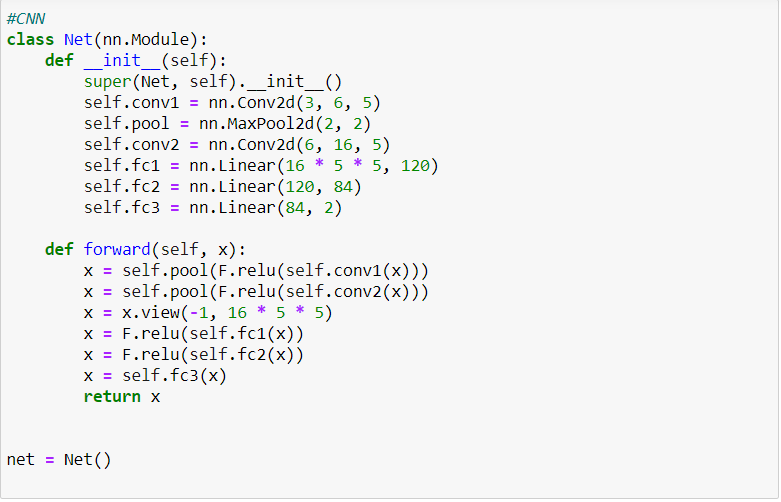 #CNN
class Net(nn.Module):
    def __init__(self):
        super(Net, self).__init__()
        self.conv1 = nn.Conv2d(3, 6, 5)
        self.pool = nn.MaxPool2d(2, 2)
        self.conv2 = nn.Conv2d(6, 16, 5)
        self.fc1 = nn.Linear(16 * 5 * 5, 120)
        self.fc2 = nn.Linear(120, 84)
        self.fc3 = nn.Linear(84, 2)

    def forward(self, x):
        x = self.pool(F.relu(self.conv1(x)))
        x = self.pool(F.relu(self.conv2(x)))
        x = x.view(-1, 16 * 5 * 5)
        x = F.relu(self.fc1(x))
        x = F.relu(self.fc2(x))
        x = self.fc3(x)
        return x


net = Net()